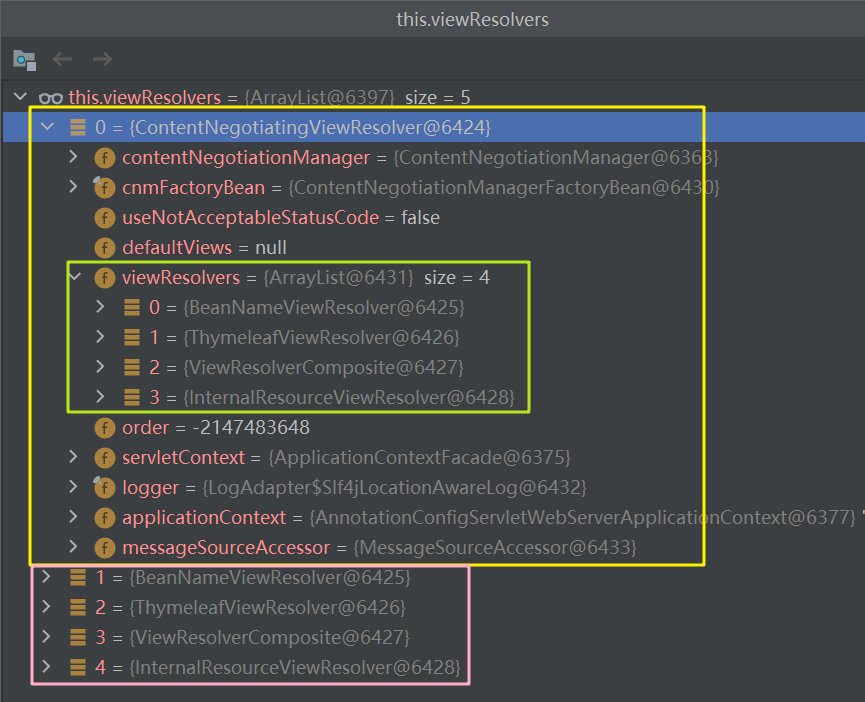 this.viewResolvers
this.viewResolvers = {ArrayList@6397} size = 5
0 = {ContentNegotiatingViewResolver@6424}
f contentNegotiationManager = {ContentNegotiationManager@6363}
f cnmFactoryBean = {ContentNegotiationManagerFactoryBean@6430}
f useNotAcceptableStatusCode = false
f defaultViews = null
f viewResolvers = {ArrayList@6431} size = 4
0 = {BeanNameViewResolver@6425}
1 = {ThymeleafViewResolver@6426}
2 = {ViewResolverComposite@6427}
3 = {InternalResourceViewResolver@6428}
f order = -2147483648
f servletContext = {ApplicationContextFacade@6375}
f logger = {LogAdapter$Slf4jLocationAwareLog@6432}
f applicationContext = {AnnotationConfigServletWebServerApplicationContext@6377} "
f messageSourceAccessor = {MessageSourceAccessor@6433}
1 = {BeanNameViewResolver@6425}
2 = {ThymeleafViewResolver@6426}
3 = {ViewResolverComposite@6427}
4 = {InternalResourceViewResolver@6428}